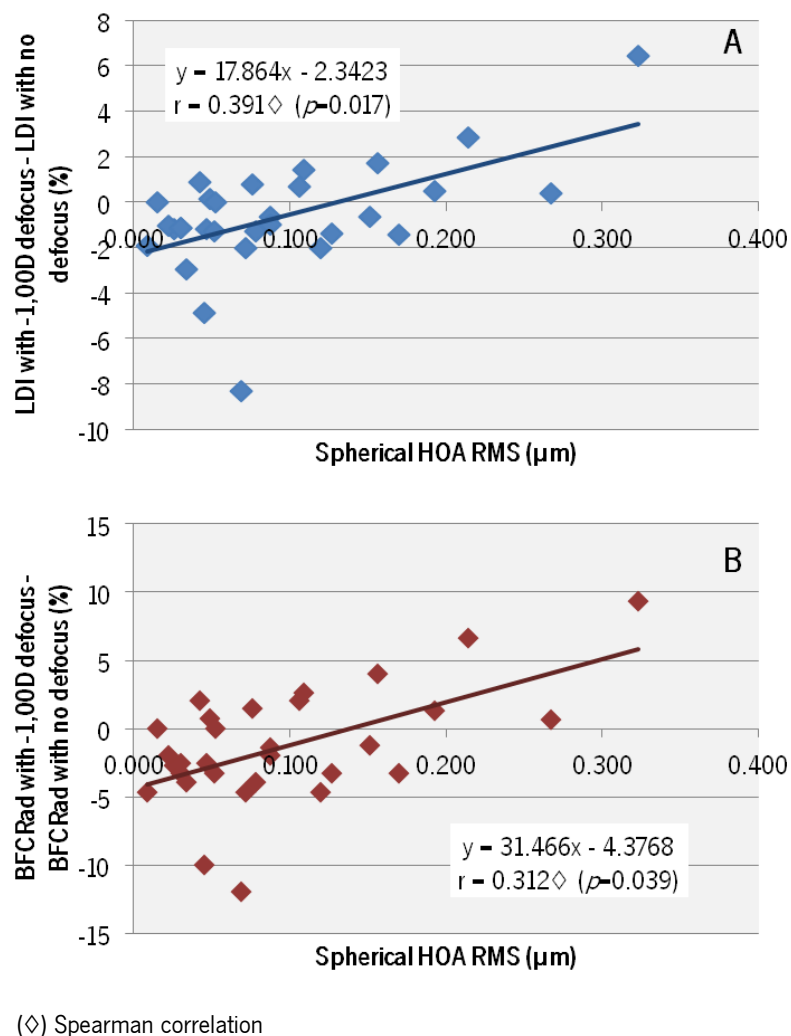 8
A
6
y = 17.864x - 2.3423
r = 0.391◊ (p=0.017)
4
2
0
0.000 0.100 0.200 0.300 0.400
-2
-4
-6
-8
-10
LDI with -1,00D defocus - LDI with no
defocus (%)
Spherical HOA RMS (µm)
15
B
10
5
0
0.000 0.100 0.200 0.300 0.400
-5
y = 31.466x - 4.3768
r = 0.312◊ (p=0.039)
-10
-15
BFCRad with -1,00D defocus -
BFCRad with no defocus (%)
Spherical HOA RMS (µm)
(◊) Spearman correlation